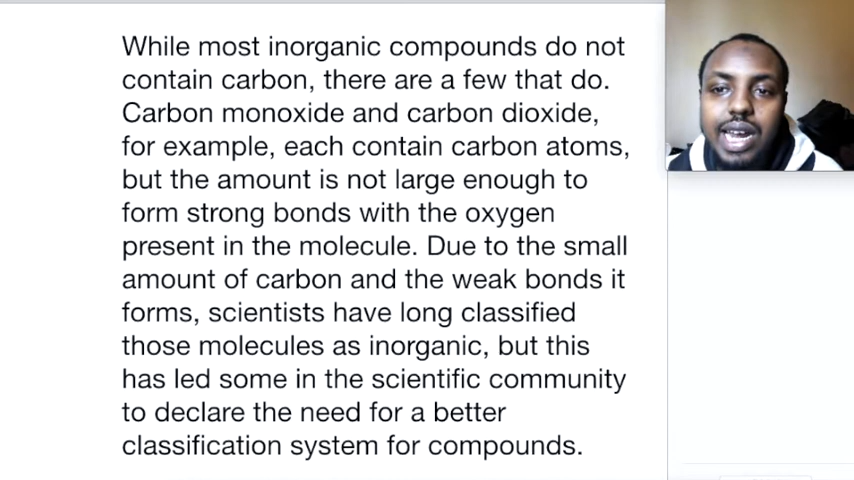 While most inorganic compounds do not
contain carbon, there are a few that do.
Carbon monoxide and carbon dioxide,
for example, each contain carbon atoms,
but the amount is not large enough to
form strong bonds with the oxygen
present in the molecule. Due to the small
amount of carbon and the weak bonds it
forms, scientists have long classified
those molecules as inorganic, but this
has led some in the scientific community
to declare the need for a better
classification system for compounds.